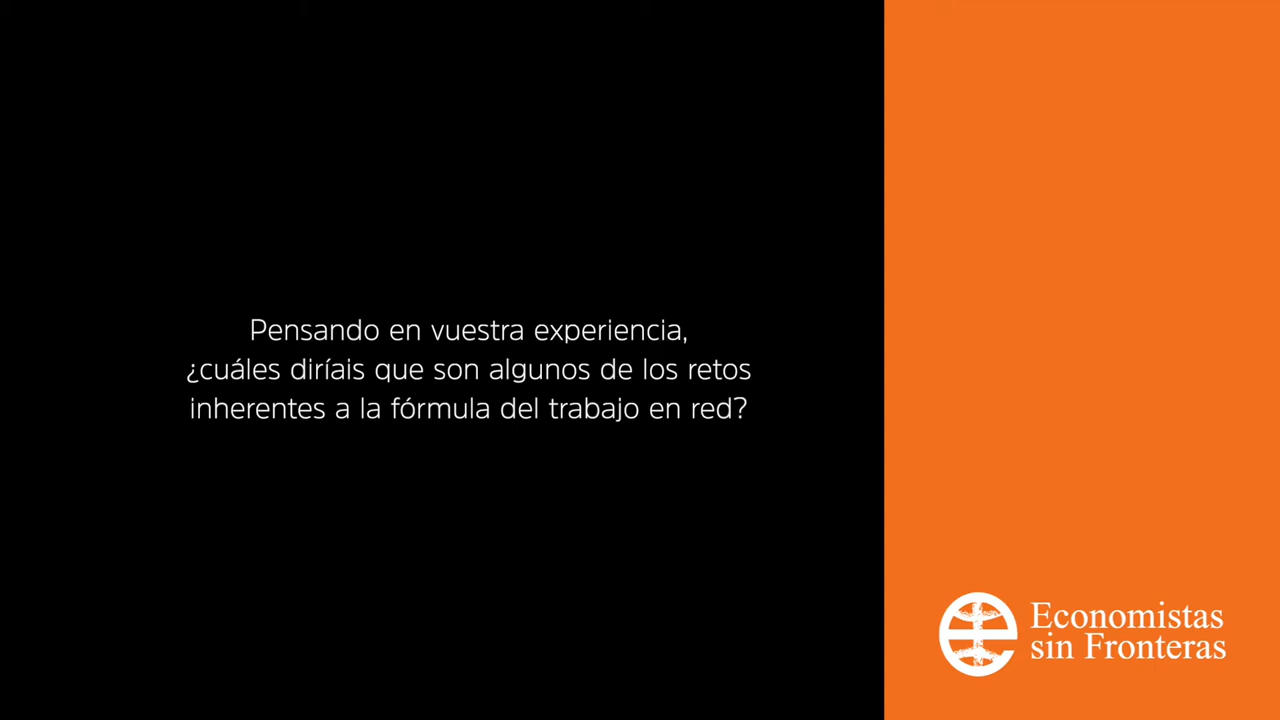 Pensando en vuestra experiencia,
¿cuáles diríais que son algunos de los retos
inherentes a la fórmula del trabajo en red?
Economistas
sin Fronteras